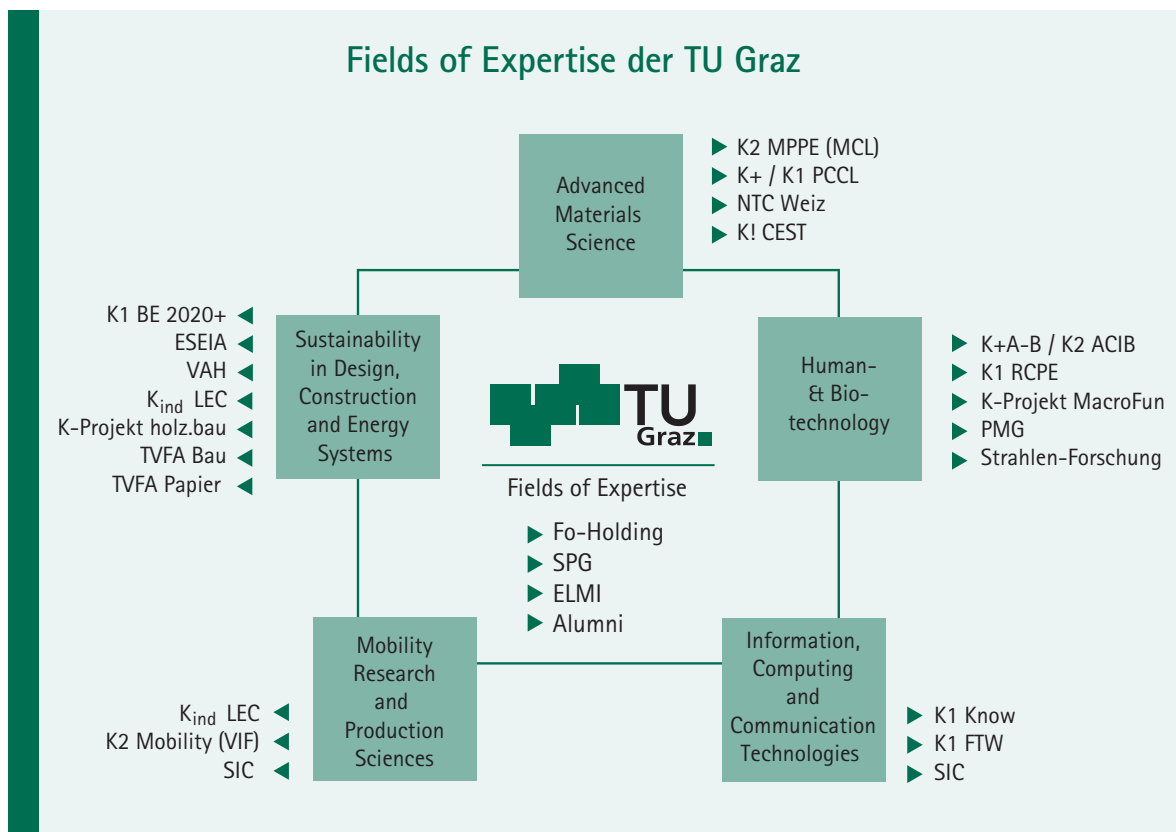 Fields of Expertise der TU Graz
Advanced
Materials
Science
K2 MPPE (MCL)
K+ / K1 PCCL
NTC Weiz
K! CEST
K1 BE 2020+
ESEIA
VAH
Kind LEC
K-Projekt holz.bau
TVFA Bau
TVFA Papier
Sustainability
in Design,
Construction
and Energy
Systems
TU
Graz
Fields of Expertise
Fo-Holding
SPG
ELMI
Alumni
Human-
& Bio-
technology
K+A-B / K2 ACIB
K1 RCPE
K-Projekt MacroFun
PMG
Strahlen-Forschung
Mobility
Research
and
Production
Sciences
Kind LEC
K2 Mobility (VIF)
SIC
Information,
Computing
and
Communication
Technologies
K1 Know
K1 FTW
SIC